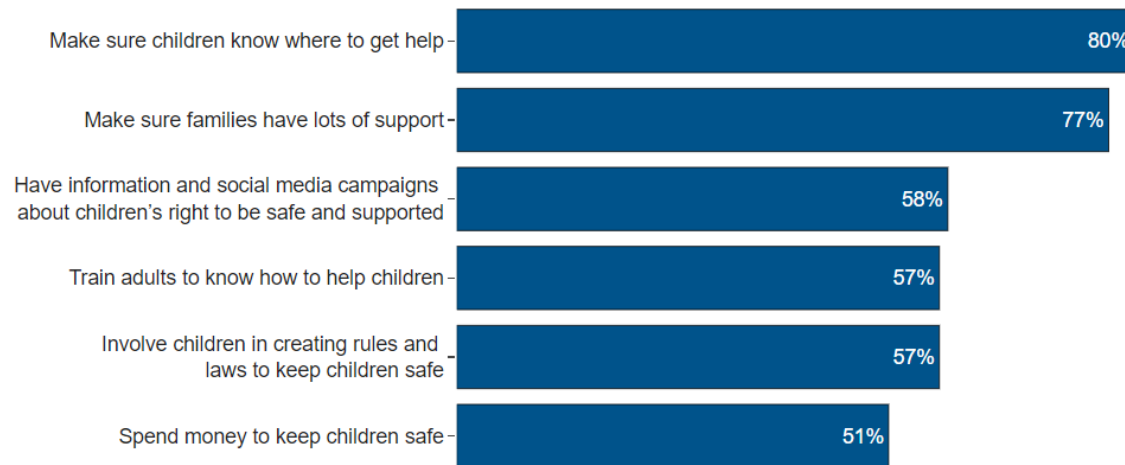 Make sure children know where to get help
80%
Make sure families have lots of support
77%
Have information and social media campaigns
about children’s right to be safe and supported
58%
Train adults to know how to help children
57%
Involve children in creating rules and
laws to keep children safe
57%
Spend money to keep children safe
51%